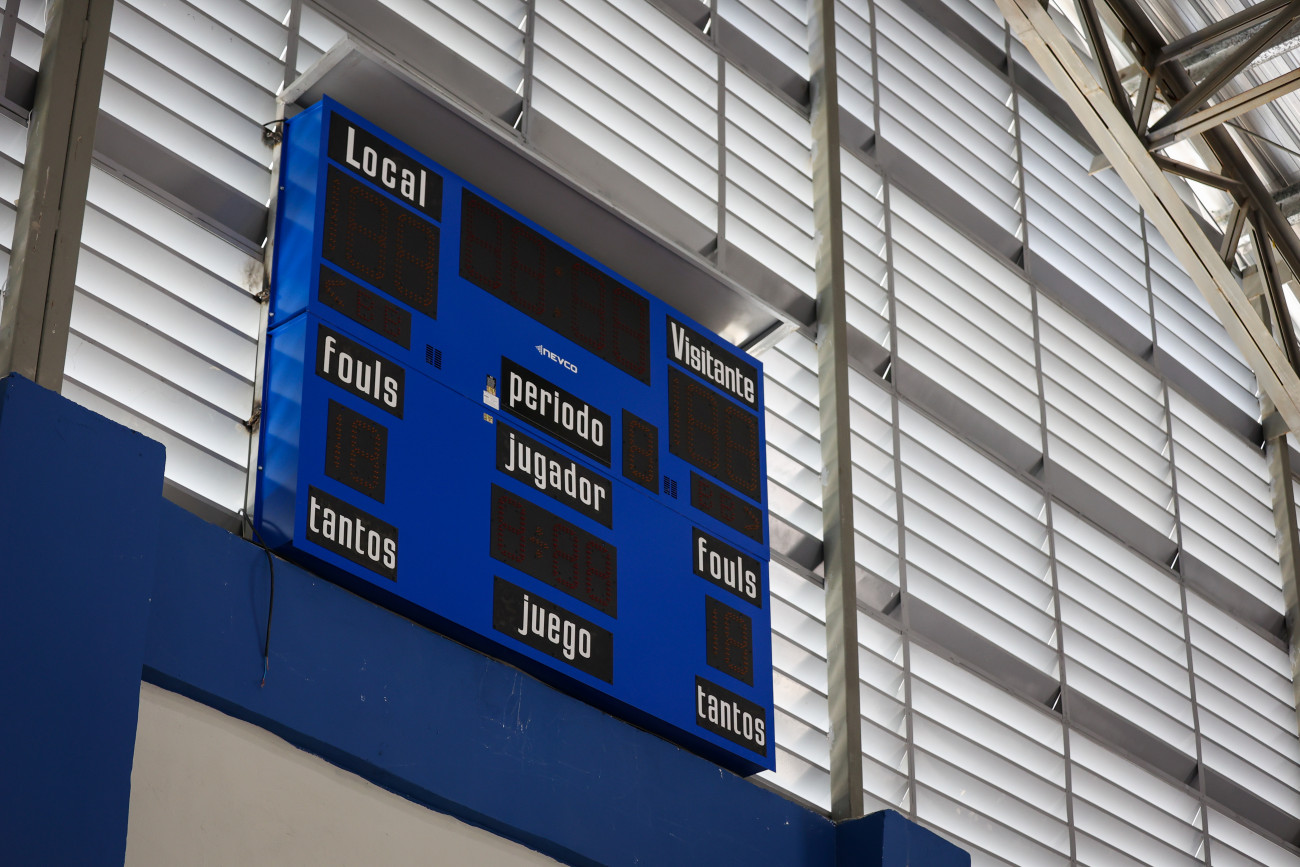 Local
Visitante
NEVCO
fouls
periodo
jugador
tantos
fouls
juego
tantos